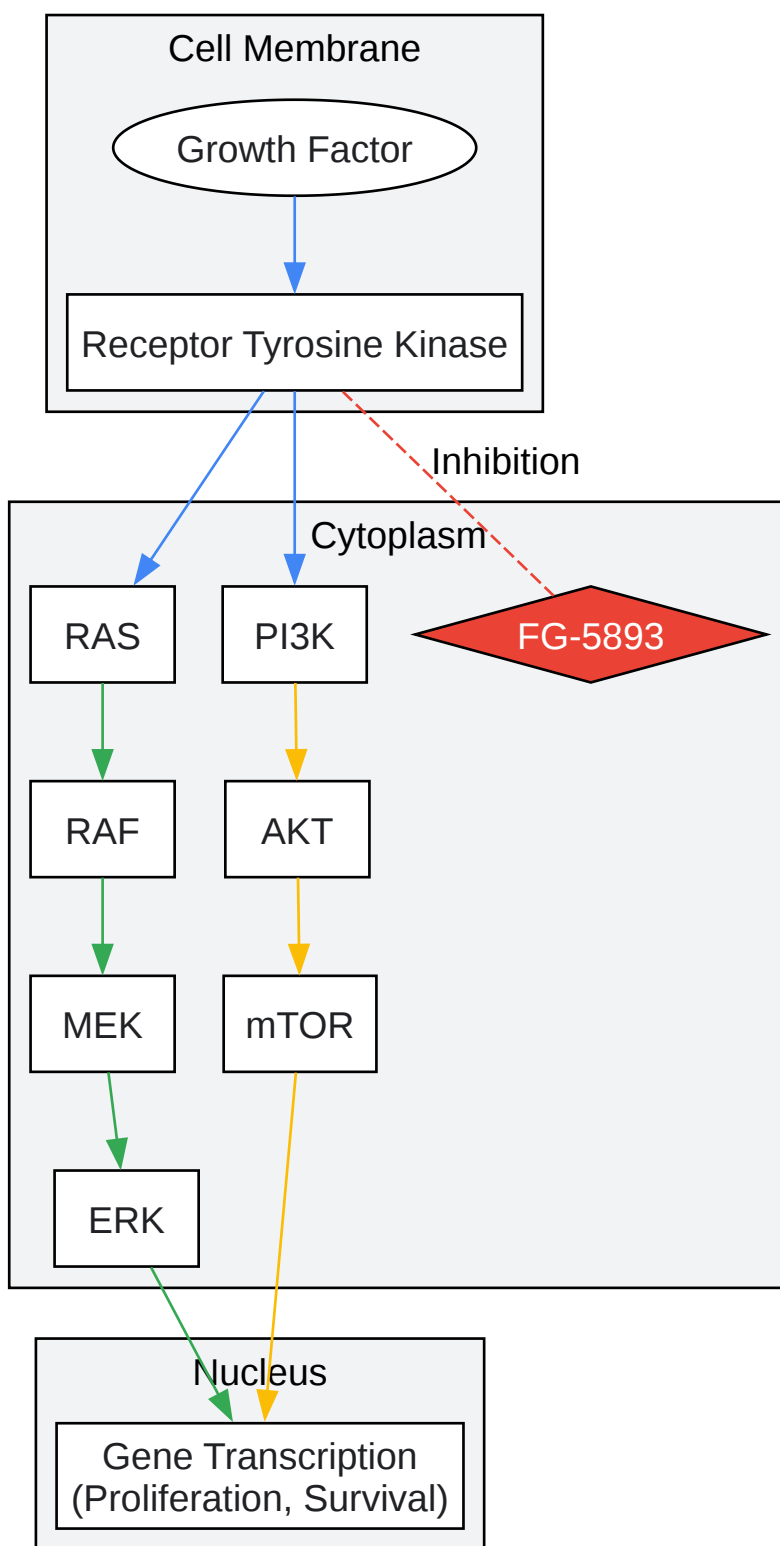 Cell Membrane
Growth Factor
Receptor Tyrosine Kinase
Inhibition
Cytoplasm
RAS
PI3K
FG-5893
RAF
AKT
MEK
mTOR
ERK
Nucleus
Gene Transcription
(Proliferation, Survival)